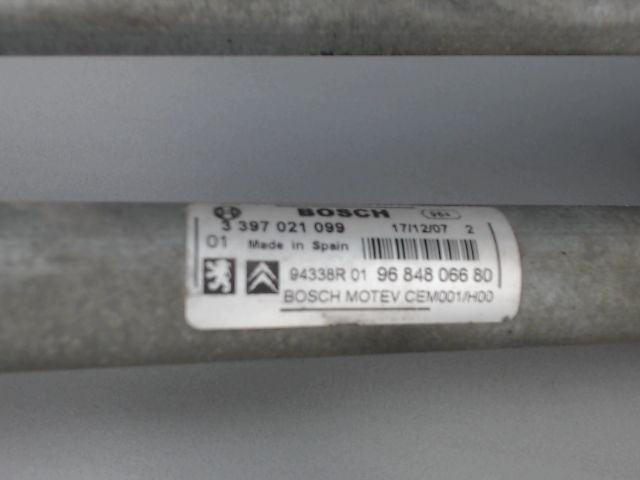 BOSCH 96+
3 397 021 099 17/12/07 2
01 Made in Spain
94338R 01 96 848 066 80
BOSCH MOTEV CEM001/H00